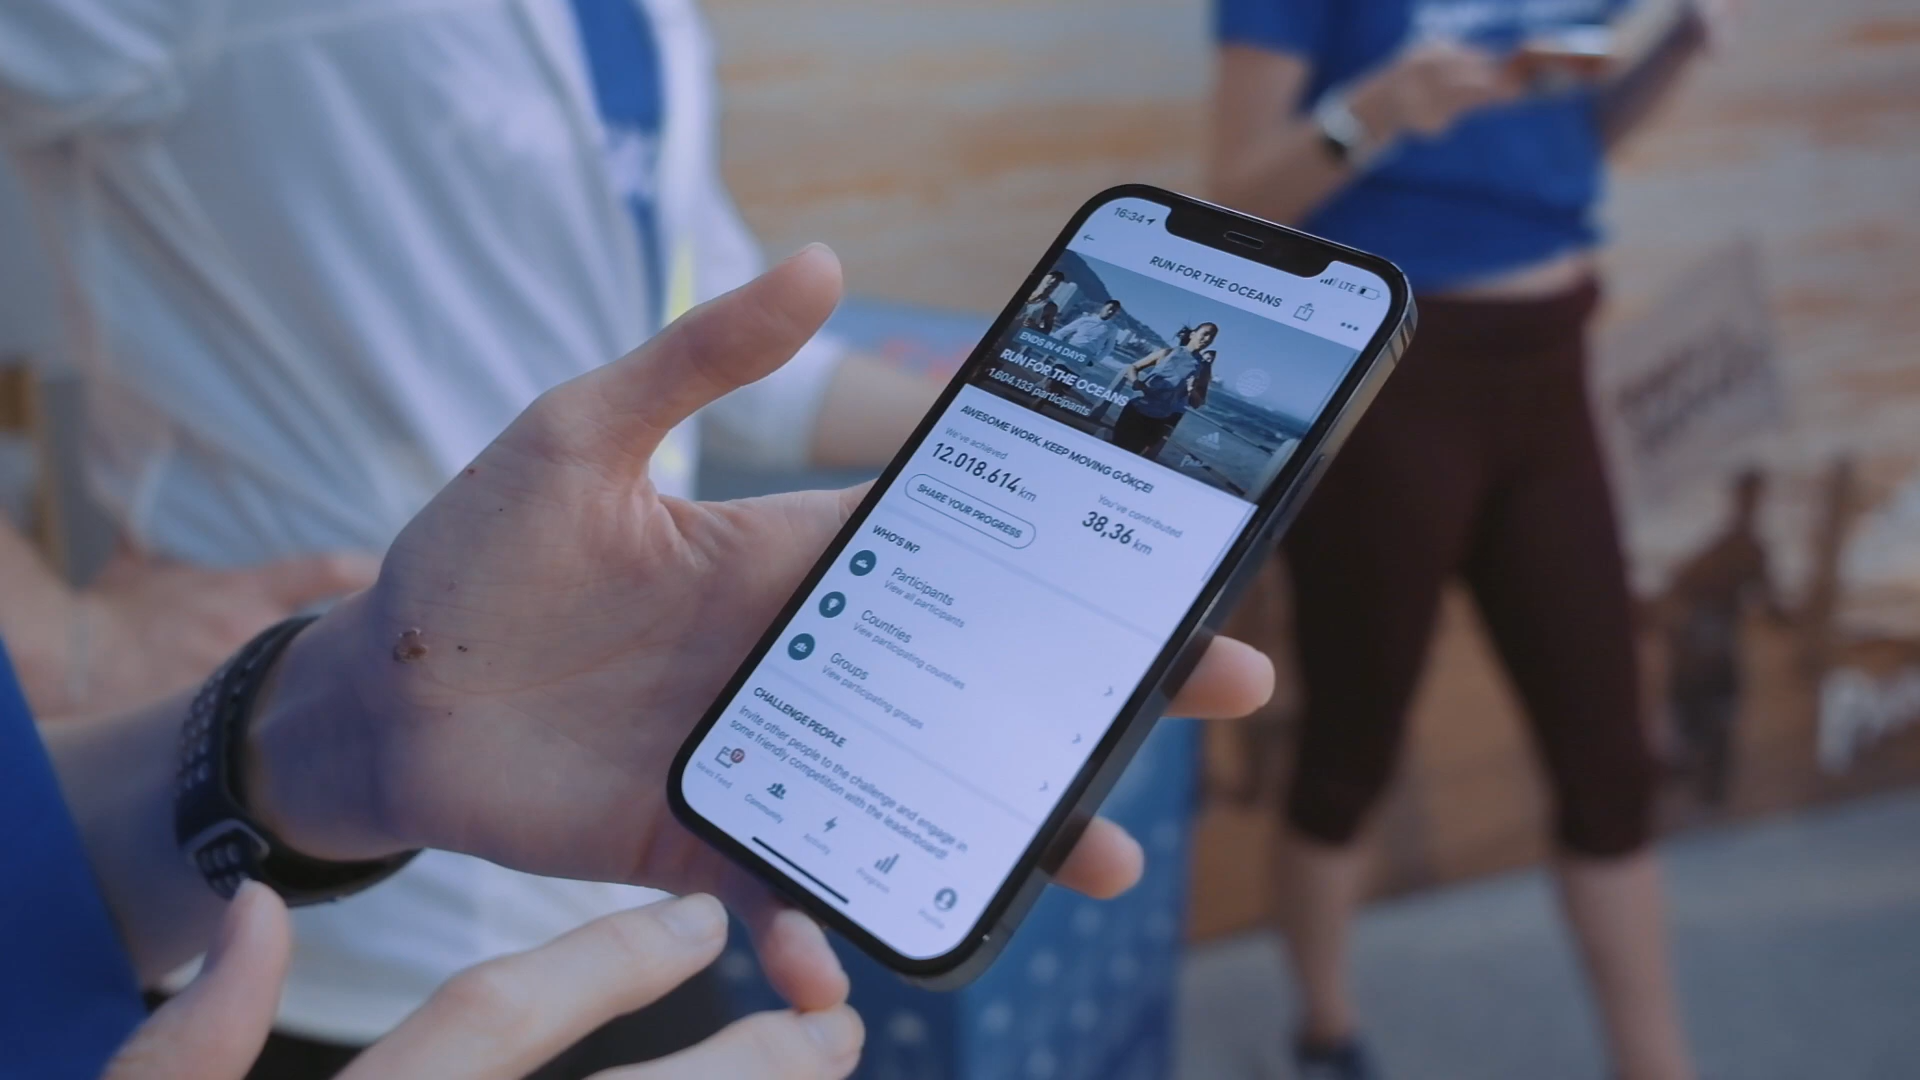 16:34
LTE
RUN FOR THE OCEANS
ENDS IN 4 DAYS
RUN FOR THE OCEANS
1.604.133 participants
AWESOME WORK, KEEP MOVING GÖKÇE!
We've achieved
12.018.614 km
You've contributed
38,36 km
SHARE YOUR PROGRESS
WHO'S IN?
Participants
View all participants
Countries
View participating countries
Groups
View participating groups
CHALLENGE PEOPLE
Invite other people to the challenge and engage in
some friendly competition with the leaderboard!
17
News Feed
Community
Activity
Progress
Profile